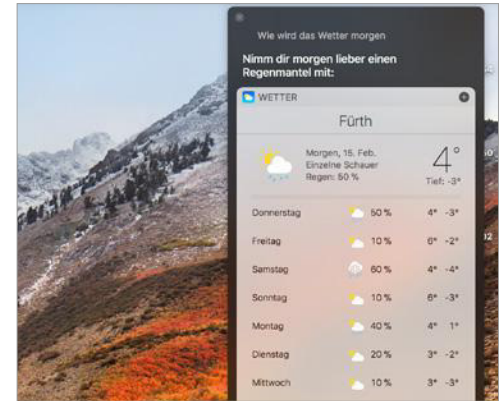 Wie wird das Wetter morgen
Nimm dir morgen lieber einen
Regenmantel mit:
WETTER
Fürth
Morgen, 15. Feb.
Einzelne Schauer
Regen: 50 %
4°
Tief: -3°
Donnerstag 50 % 4° -3°
Freitag 10 % 6° -2°
Samstag 60 % 4° -4°
Sonntag 10 % 6° -3°
Montag 40 % 4° 1°
Dienstag 20 % 3° -2°
Mittwoch 10 % 3° -3°